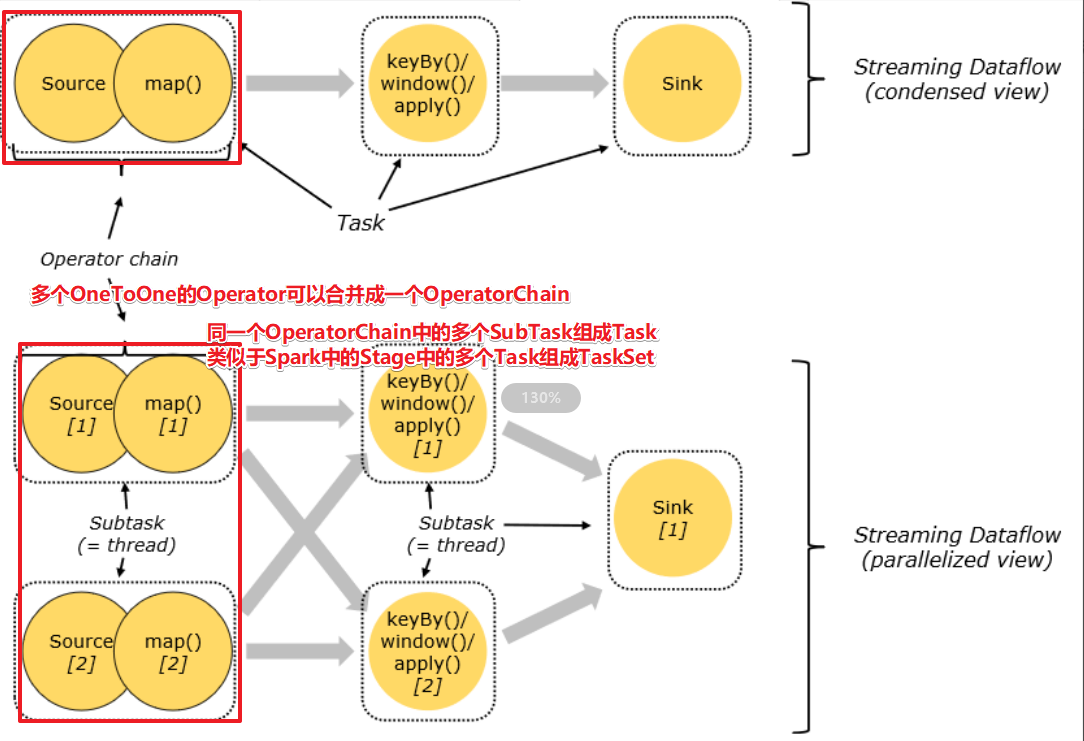 Source
map()
keyBy()/
window()/
apply()
Sink
Streaming Dataflow
(condensed view)
Task
Operator chain
多个OneToOne的Operator可以合并成一个OperatorChain
同一个OperatorChain中的多个SubTask组成Task
类似于Spark中的Stage中的多个Task组成TaskSet
Source
[1]
map()
[1]
keyBy()/
window()/
apply()
[1]
130%
Subtask
(= thread)
Subtask
(= thread)
Sink
[1]
Streaming Dataflow
(parallelized view)
Source
[2]
map()
[2]
keyBy()/
window()/
apply()
[2]